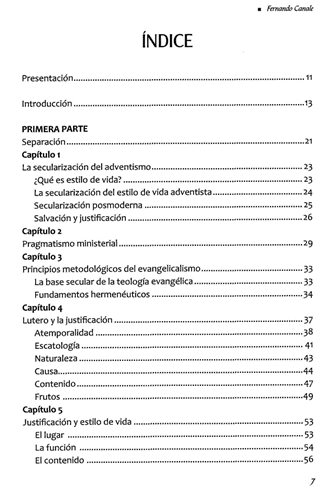 ▪ Fernando Canale
ÍNDICE
Presentación 11
Introducción 13
PRIMERA PARTE
Separación 21
Capítulo 1
La secularización del adventismo 23
¿Qué es estilo de vida? 23
La secularización del estilo de vida adventista 24
Secularización posmoderna 25
Salvación y justificación 26
Capítulo 2
Pragmatismo ministerial 29
Capítulo 3
Principios metodológicos del evangelicalismo 33
La base secular de la teología evangélica 33
Fundamentos hermenéuticos 34
Capítulo 4
Lutero y la justificación 37
Atemporalidad 38
Escatología 41
Naturaleza 43
Causa 44
Contenido 47
Frutos 49
Capítulo 5
Justificación y estilo de vida 53
El lugar 53
La función 54
El contenido 56
7